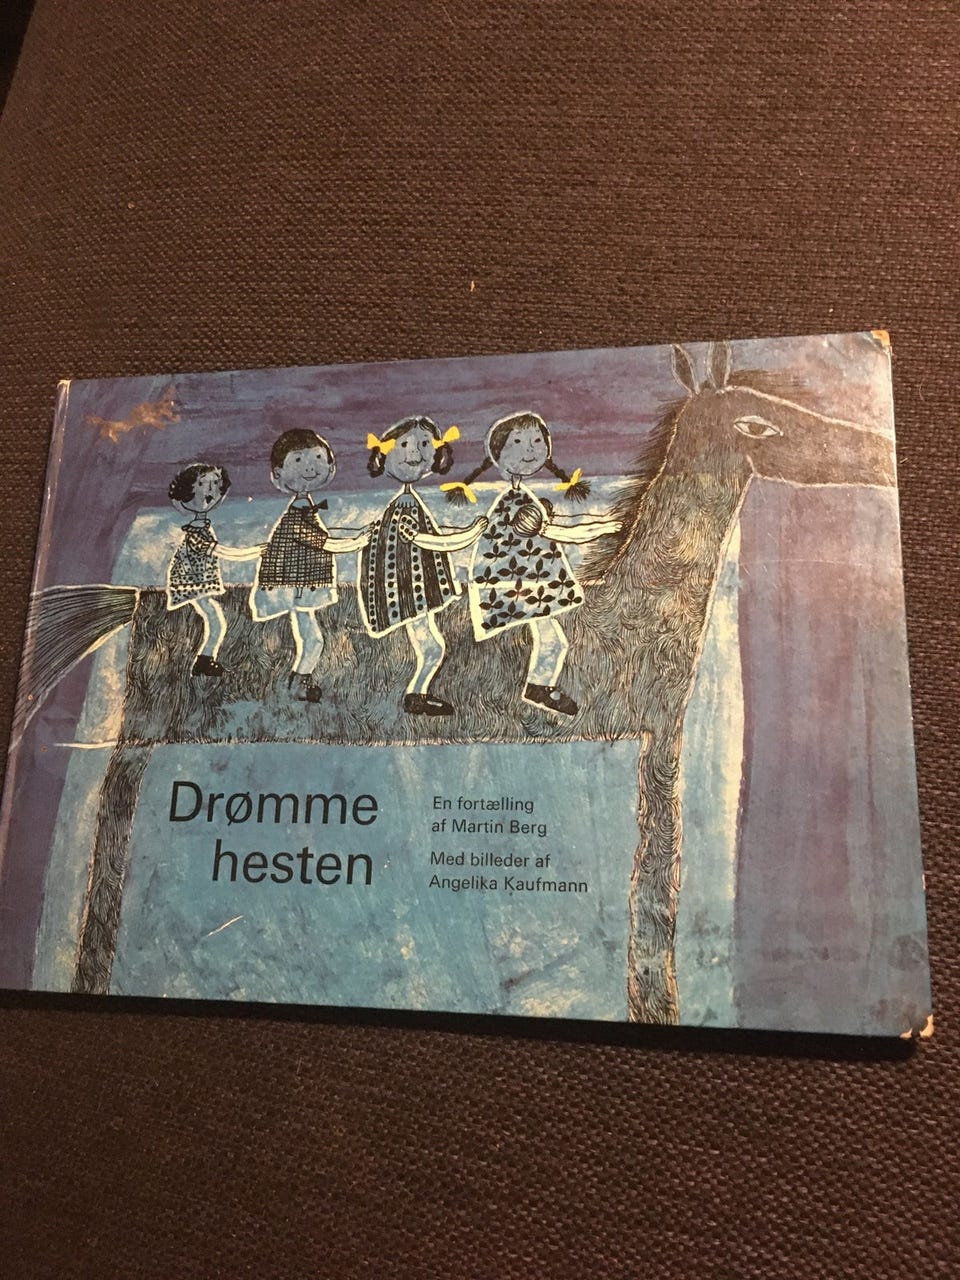 Drømme
hesten
En fortælling
af Martin Berg
Med billeder af
Angelika Kaufmann